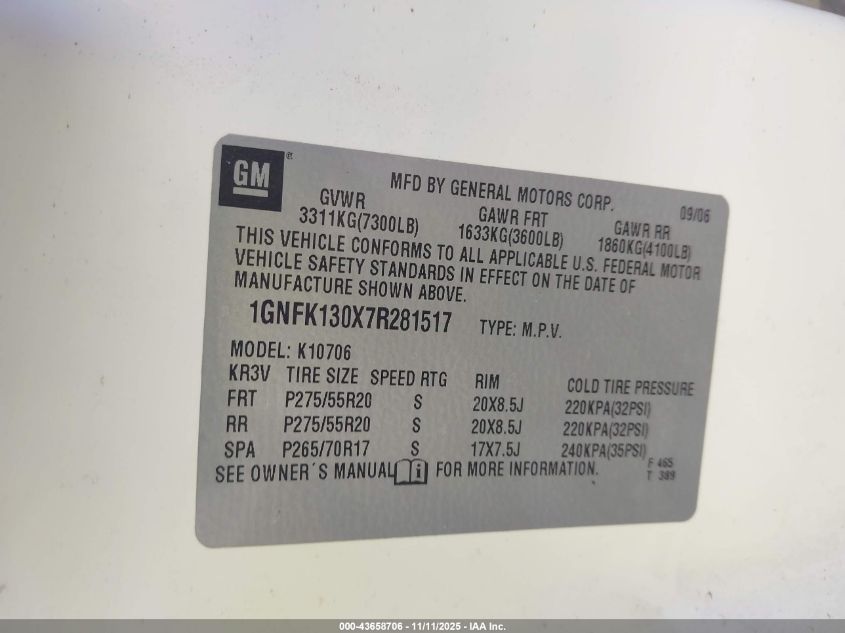 GM
MFD BY GENERAL MOTORS CORP. 09/06
GVWR GAWR FRT GAWR RR
3311KG(7300LB) 1633KG(3600LB) 1860KG(4100LB)
THIS VEHICLE CONFORMS TO ALL APPLICABLE U.S. FEDERAL MOTOR
VEHICLE SAFETY STANDARDS IN EFFECT ON THE DATE OF
MANUFACTURE SHOWN ABOVE.
1GNFK130X7R281517 TYPE: M.P.V.
MODEL: K10706
KR3V TIRE SIZE SPEED RTG RIM COLD TIRE PRESSURE
FRT P275/55R20 S 20X8.5J 220KPA(32PSI)
RR P275/55R20 S 20X8.5J 220KPA(32PSI)
SPA P265/70R17 S 17X7.5J 240KPA(35PSI)
SEE OWNER´S MANUAL i FOR MORE INFORMATION.
F 465
T 389
000-43658706 - 11/11/2025 - IAA Inc.